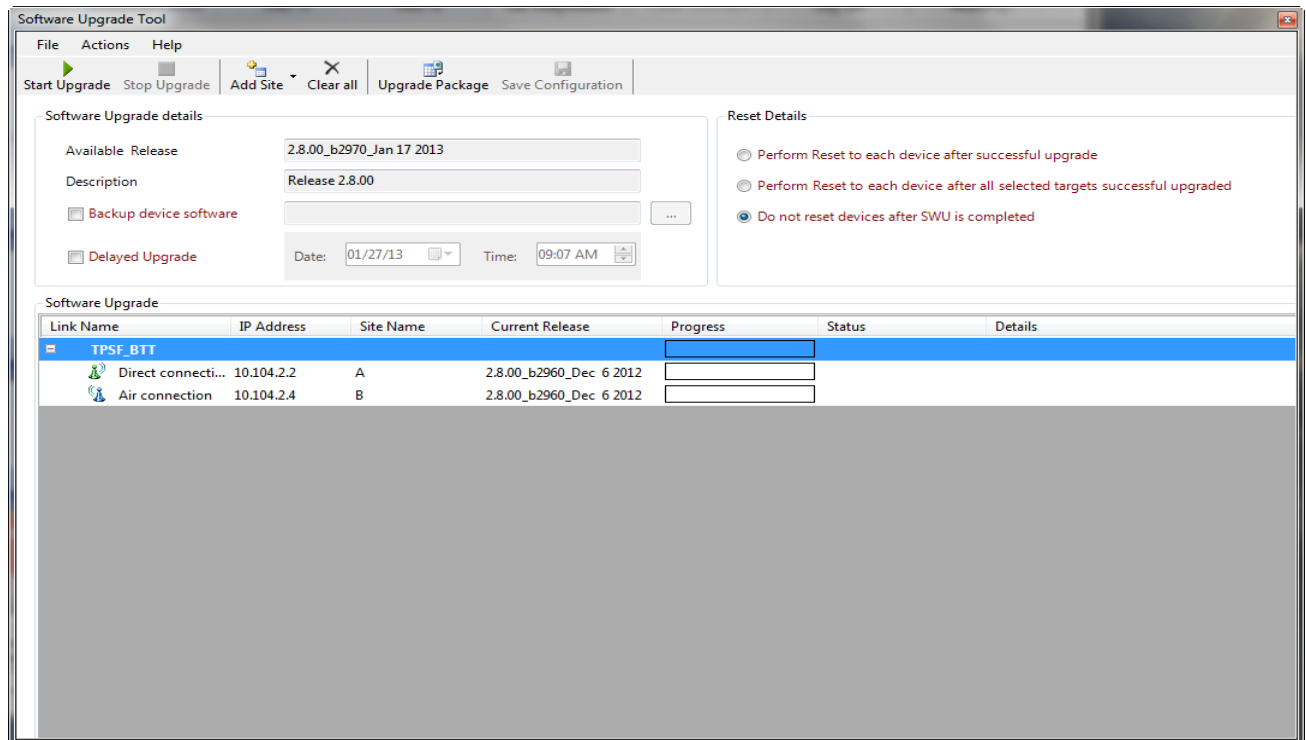 Software Upgrade Tool
File Actions Help
Start Upgrade Stop Upgrade Add Site Clear all Upgrade Package Save Configuration
Software Upgrade details
Available Release 2.8.00_b2970_Jan 17 2013
Description Release 2.8.00
Backup device software ...
Delayed Upgrade Date: 01/27/13 Time: 09:07 AM
Reset Details
Perform Reset to each device after successful upgrade
Perform Reset to each device after all selected targets successful upgraded
Do not reset devices after SWU is completed
Software Upgrade
Link Name IP Address Site Name Current Release Progress Status Details
TPSF_BTT
Direct connecti... 10.104.2.2 A 2.8.00_b2960_Dec 6 2012
Air connection 10.104.2.4 B 2.8.00_b2960_Dec 6 2012